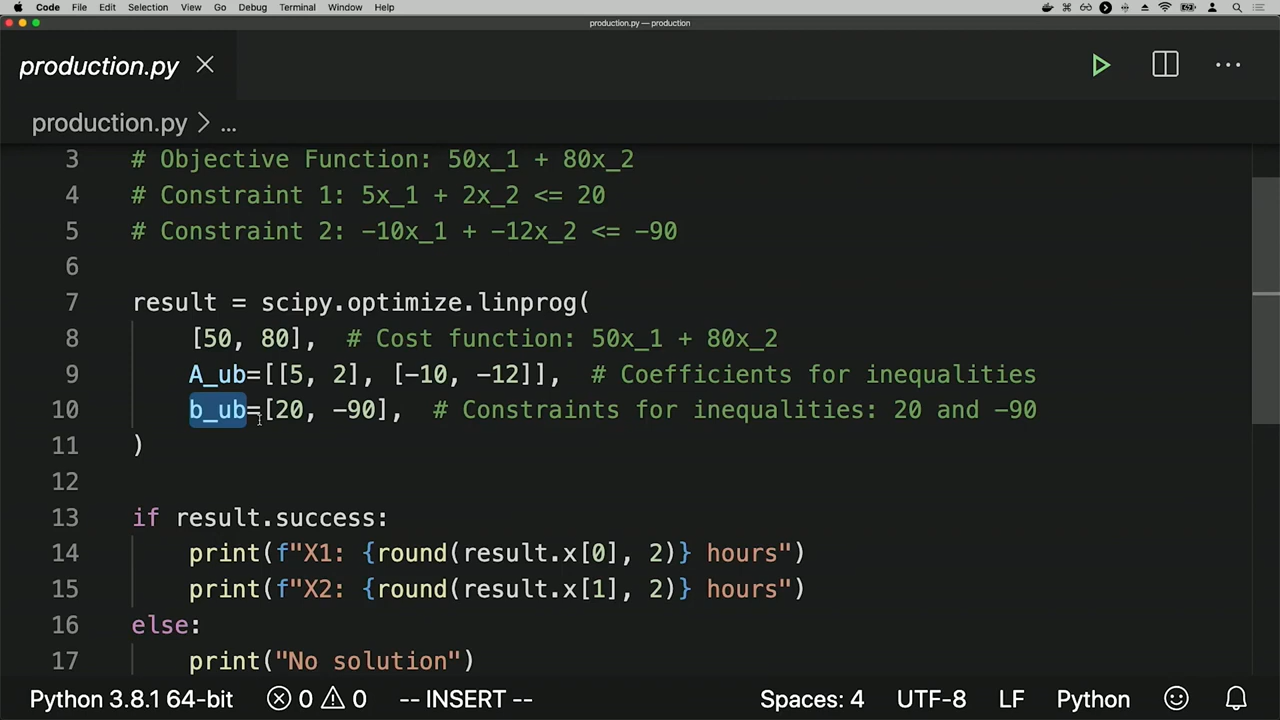 Code File Edit Selection View Go Debug Terminal Window Help
production.py — production
production.py
production.py > ...
3 # Objective Function: 50x_1 + 80x_2
4 # Constraint 1: 5x_1 + 2x_2 <= 20
5 # Constraint 2: -10x_1 + -12x_2 <= -90
6
7 result = scipy.optimize.linprog(
8     [50, 80],  # Cost function: 50x_1 + 80x_2
9     A_ub=[[5, 2], [-10, -12]],  # Coefficients for inequalities
10     b_ub=[20, -90],  # Constraints for inequalities: 20 and -90
11 )
12
13 if result.success:
14     print(f"X1: {round(result.x[0], 2)} hours")
15     print(f"X2: {round(result.x[1], 2)} hours")
16 else:
17     print("No solution")
Python 3.8.1 64-bit 0 0 -- INSERT -- Spaces: 4 UTF-8 LF Python